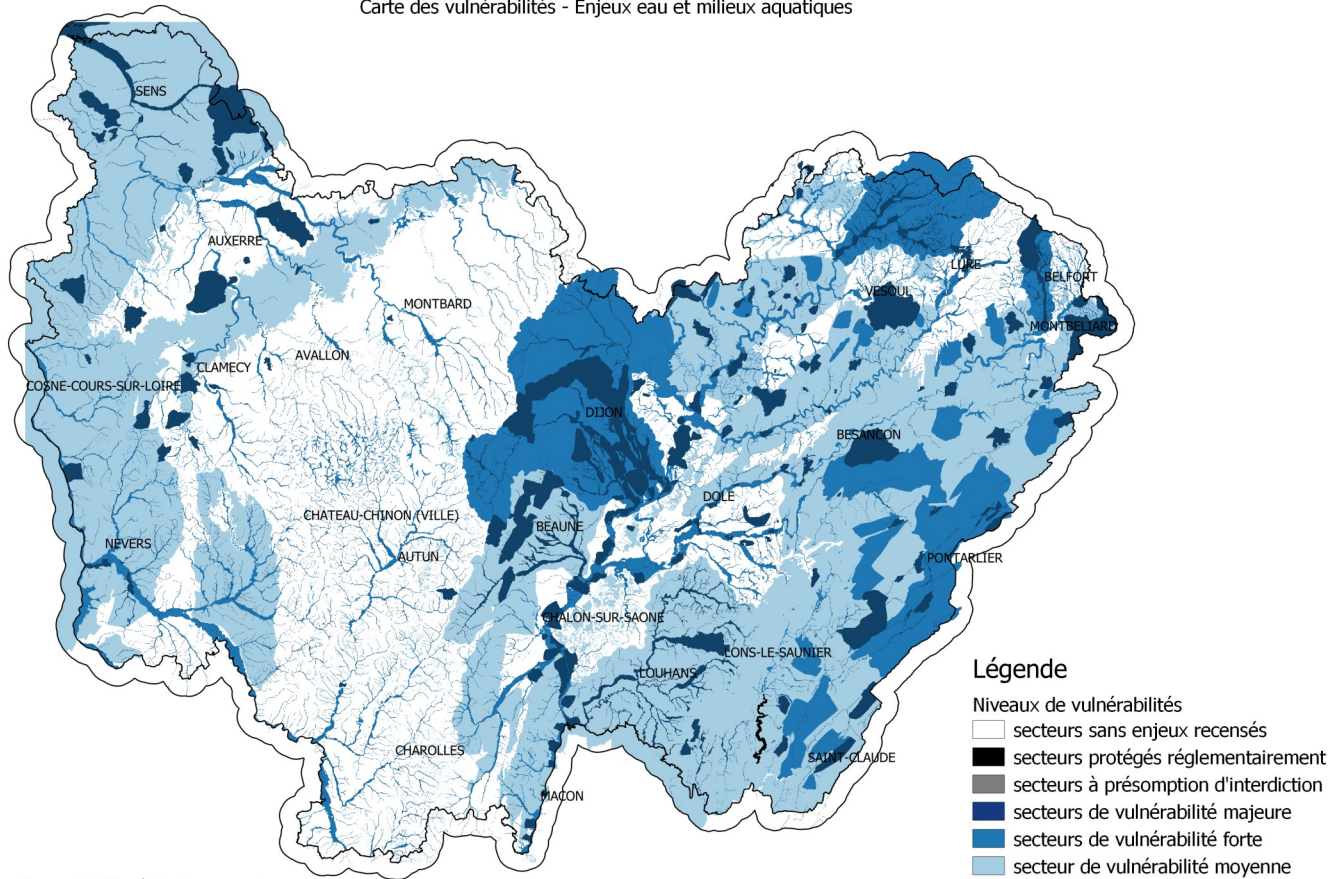 Carte des vulnérabilités - Enjeux eau et milieux aquatiques
SENS
AUXERRE
LURE
BELFORT
VESOUL
MONTBARD
MONTBELIARD
AVALLON
CLAMECY
COSNE-COURS-SUR-LOIRE
DIJON
BESANCON
DOLE
CHATEAU-CHINON (VILLE)
BEAUNE
NEVERS
AUTUN
PONTARLIER
CHALON-SUR-SAONE
LONS-LE-SAUNIER
LOUHANS
CHAROLLES
SAINT-CLAUDE
MACON
Légende
Niveaux de vulnérabilités
secteurs sans enjeux recensés
secteurs protégés réglementairement
secteurs à présomption d'interdiction
secteurs de vulnérabilité majeure
secteurs de vulnérabilité forte
secteur de vulnérabilité moyenne